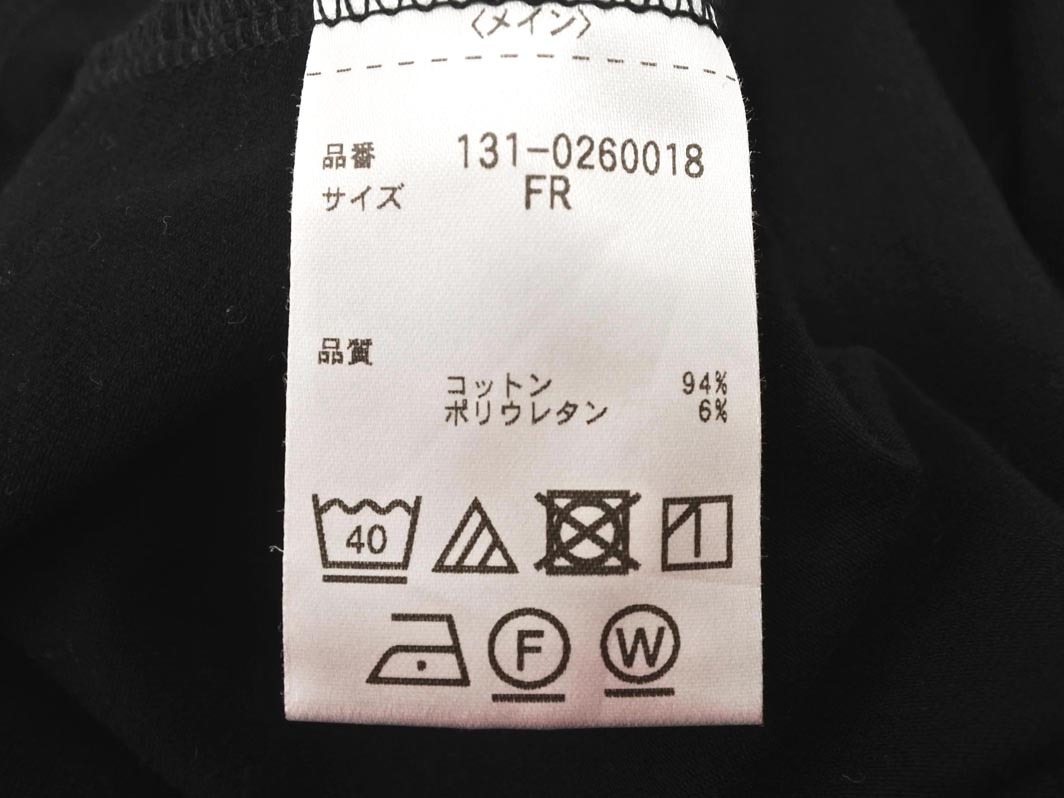 〈メイン〉
品番 131-0260018
サイズ FR
品質
コットン 94%
ポリウレタン 6%
40
F W